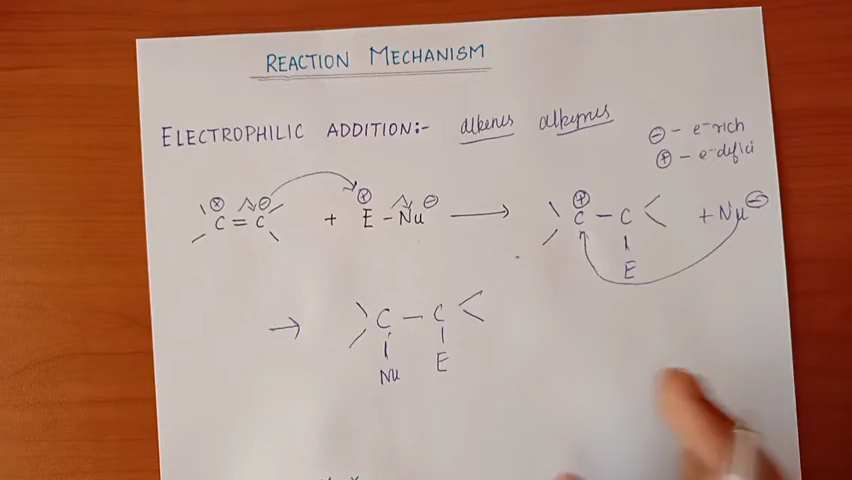 REACTION MECHANISM
ELECTROPHILIC ADDITION:- alkenes alkynes
⊖ - e⁻rich
⊕ - e⁻defici
C = C + E - Nu → C - C + Nu
E
→ C - C
Nu E